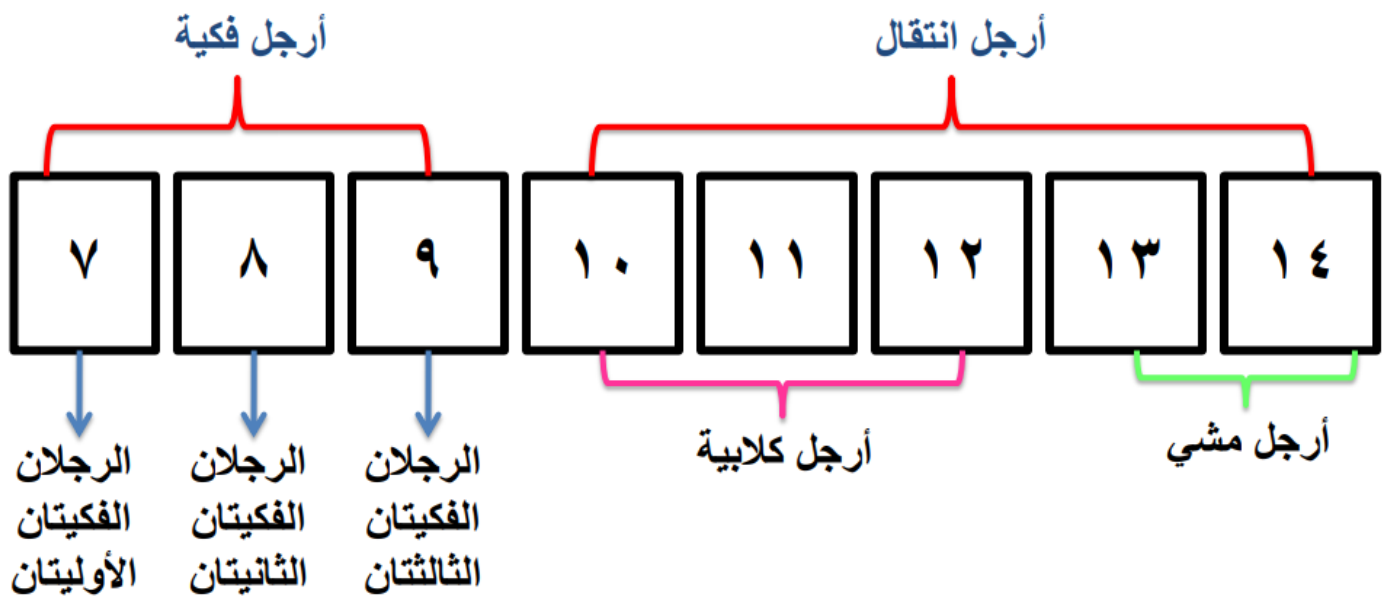 أرجل فكية
أرجل انتقال
٧
٨
٩
١٠
١١
١٢
١٣
١٤
الرجلان
الفكيتان
الأوليتان
الرجلان
الفكيتان
الثانيتان
الرجلان
الفكيتان
الثالثتان
أرجل كلابية
أرجل مشي